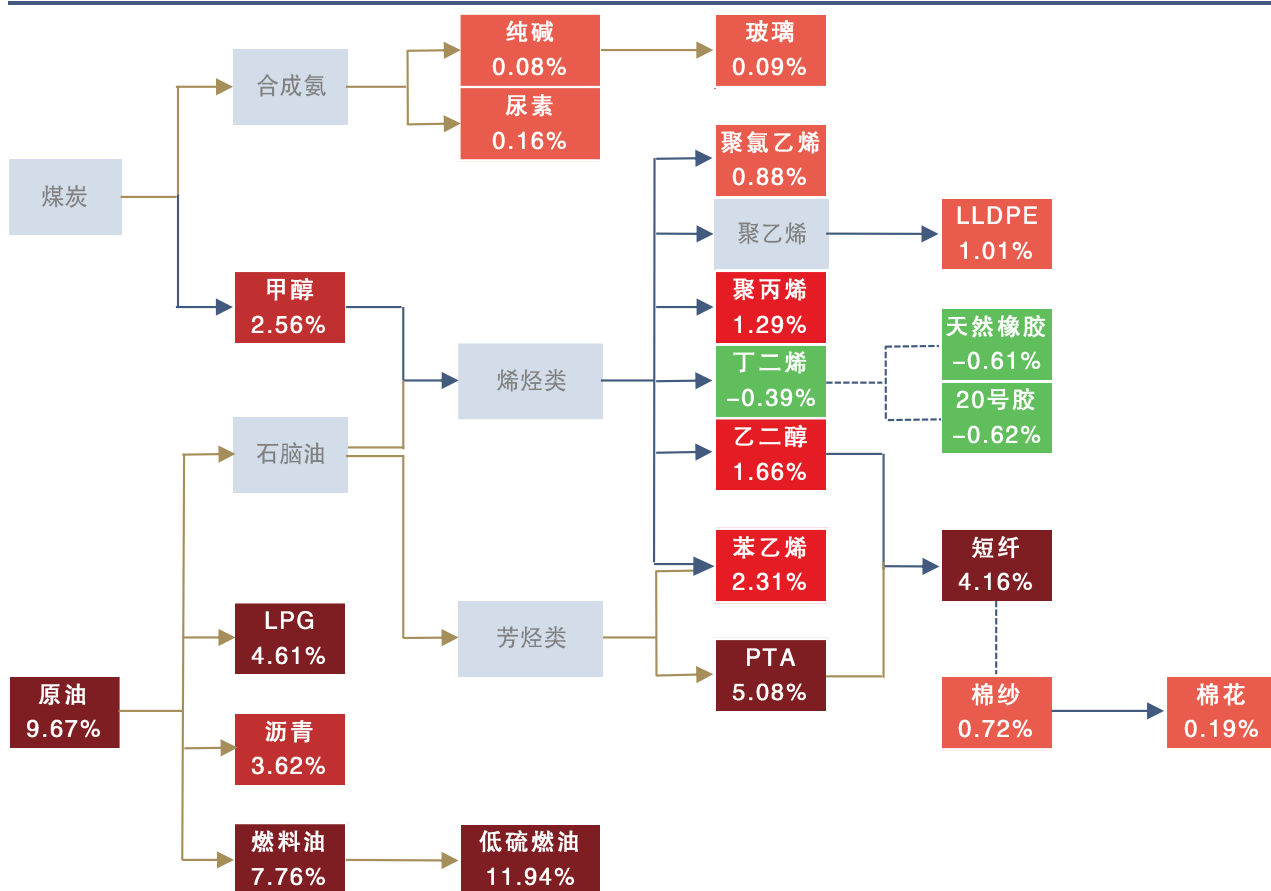 纯碱
0.08%
玻璃
0.09%
合成氨
尿素
0.16%
煤炭
聚氯乙烯
0.88%
聚乙烯
LLDPE
1.01%
甲醇
2.56%
聚丙烯
1.29%
天然橡胶
-0.61%
烯烃类
丁二烯
-0.39%
20号胶
-0.62%
石脑油
乙二醇
1.66%
苯乙烯
2.31%
短纤
4.16%
LPG
4.61%
芳烃类
PTA
5.08%
原油
9.67%
沥青
3.62%
棉纱
0.72%
棉花
0.19%
燃料油
7.76%
低硫燃油
11.94%